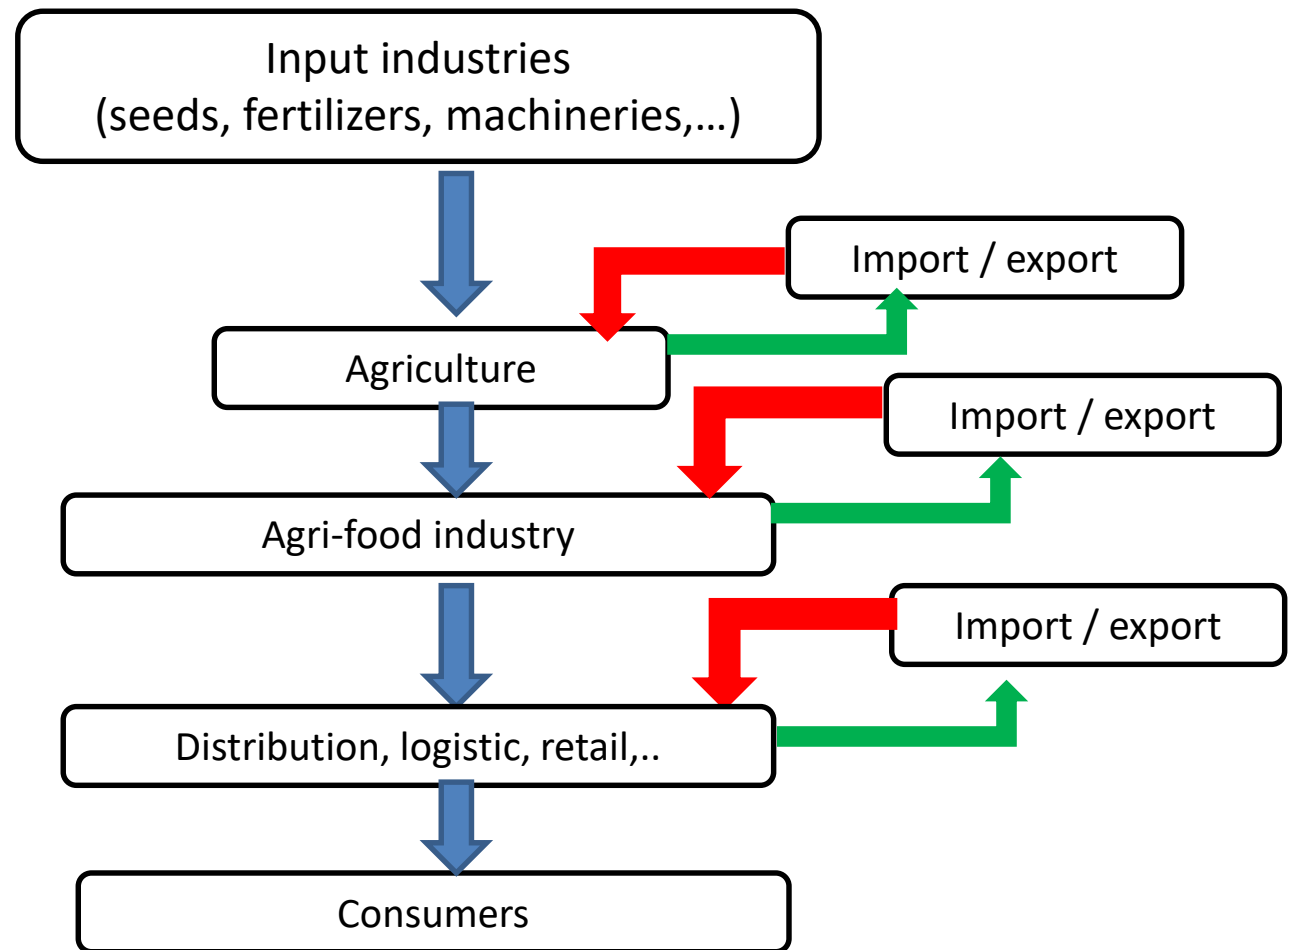 Input industries
(seeds, fertilizers, machineries,…)
Import / export
Agriculture
Import / export
Agri-food industry
Import / export
Distribution, logistic, retail,..
Consumers